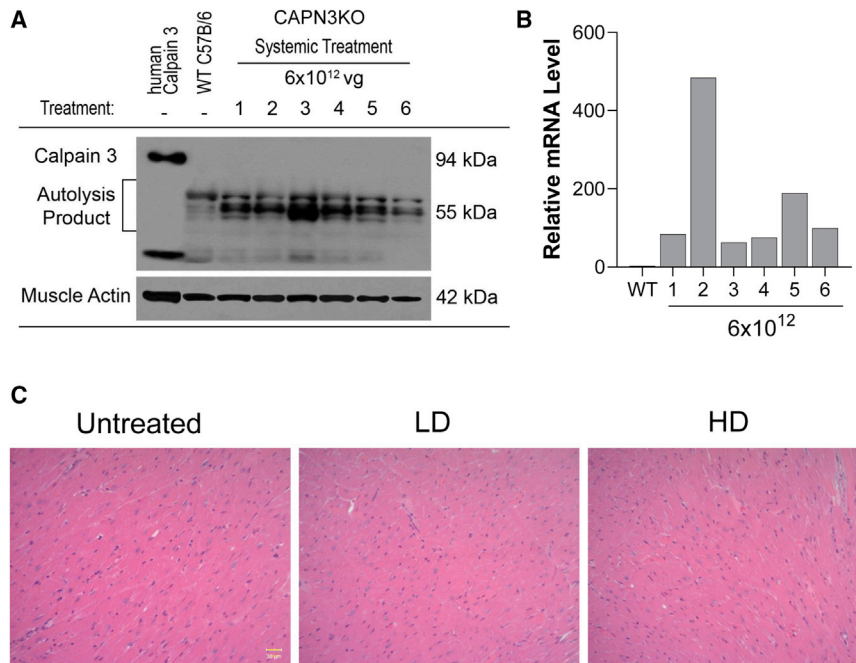 A
human
Calpain 3
WT C57B/6
CAPN3KO
Systemic Treatment
6x10¹² vg
Treatment: - - 1 2 3 4 5 6
Calpain 3 94 kDa
Autolysis
Product 55 kDa
Muscle Actin 42 kDa
B
Relative mRNA Level
600
400
200
0
WT 1 2 3 4 5 6
6x10¹²
C
Untreated LD HD